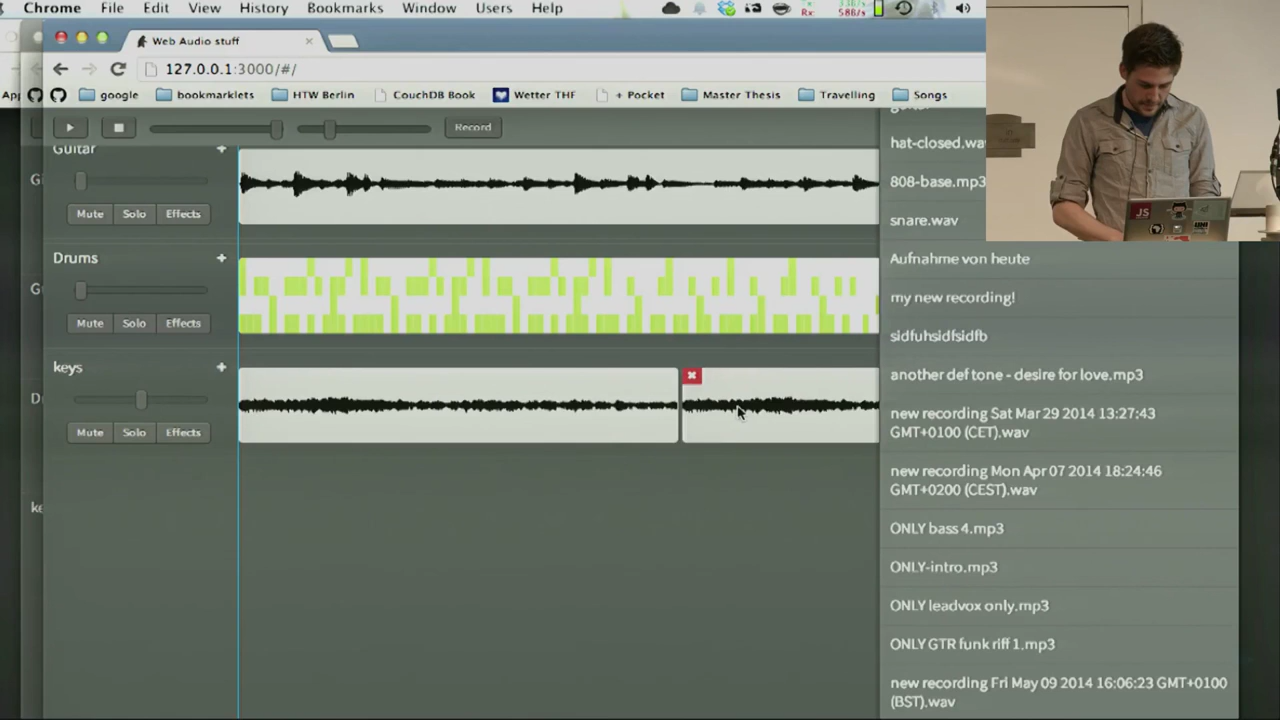 Chrome File Edit View History Bookmarks Window Users Help
Web Audio stuff
127.0.0.1:3000/#/
google bookmarklets HTW Berlin CouchDB Book Wetter THF + Pocket Master Thesis Travelling Songs
Record
Guitar +
Mute Solo Effects
Drums +
Mute Solo Effects
keys +
Mute Solo Effects
hat-closed.wa
808-base.mp3
snare.wav
Aufnahme von heute
my new recording!
sidfuhsidfsidfb
another def tone - desire for love.mp3
new recording Sat Mar 29 2014 13:27:43
GMT+0100 (CET).wav
new recording Mon Apr 07 2014 18:24:46
GMT+0200 (CEST).wav
ONLY bass 4.mp3
ONLY-intro.mp3
ONLY leadvox only.mp3
ONLY GTR funk riff 1.mp3
new recording Fri May 09 2014 16:06:23 GMT+0100
(BST).wav
JS